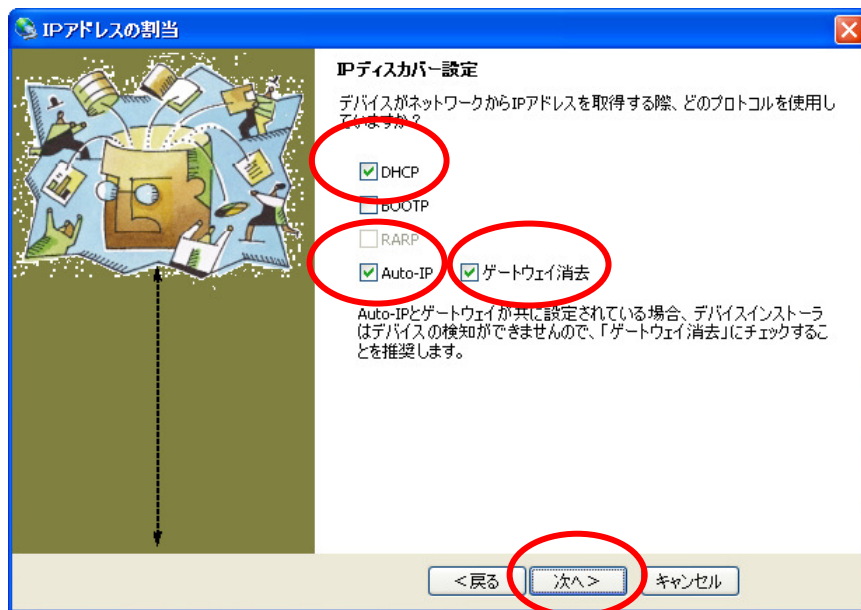 IPアドレスの割当
IPディスカバー設定
デバイスがネットワークからIPアドレスを取得する際、どのプロトコルを使用し
ていますか？
DHCP
BOOTP
RARP
Auto-IP ゲートウェイ消去
Auto-IPとゲートウェイが共に設定されている場合、デバイスインストーラ
はデバイスの検知ができませんので、「ゲートウェイ消去」にチェックするこ
とを推奨します。
<戻る 次へ> キャンセル